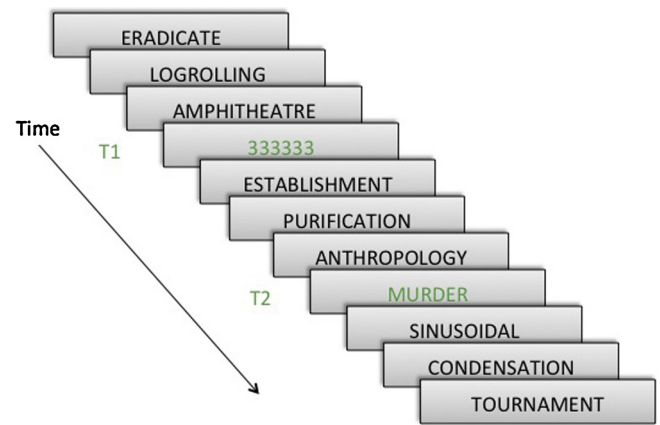 ERADICATE
LOGROLLING
AMPHITHEATRE
Time
T1 333333
ESTABLISHMENT
PURIFICATION
ANTHROPOLOGY
T2 MURDER
SINUSOIDAL
CONDENSATION
TOURNAMENT